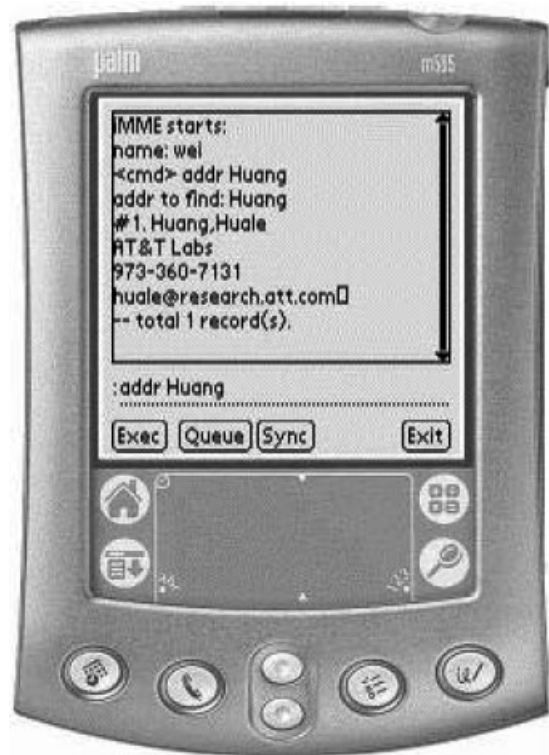 palm m515
iMME starts:
name: wei
<cmd> addr Huang
addr to find: Huang
#1. Huang,Huale
AT&T Labs
973-360-7131
huale@research.att.com▯
-- total 1 record(s).
:addr Huang
Exec Queue Sync Exit